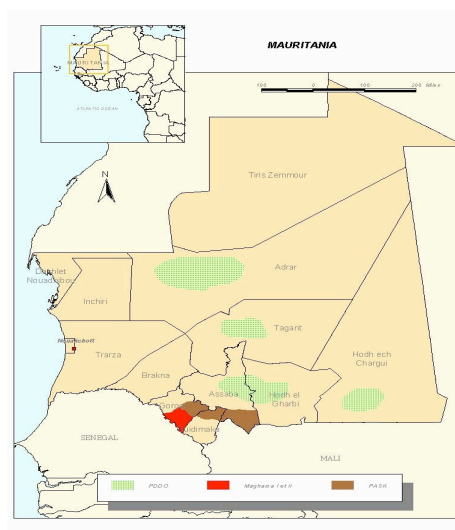 MAURITANIA
MAURITANIA
ATLANTIC OCEAN
100 0 100 200 Miles
N
Tiris Zemmour
Adrar
Dakhlet
Nouadhibou
Inchiri
Tagant
Nouakchott
Trarza
Hodh ech
Chargui
Brakna
Assaba
Hodh el
Gharbi
Gorgol
Guidimaka
SENEGAL
MALI
PDDO
Maghama I et II
PASK